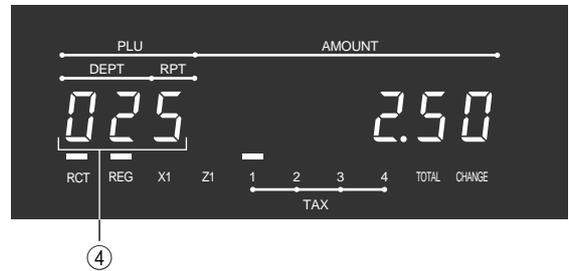 PLU AMOUNT
DEPT RPT
025 2.50
RCT REG X1 Z1 1 2 3 4 TOTAL CHANGE
TAX
④